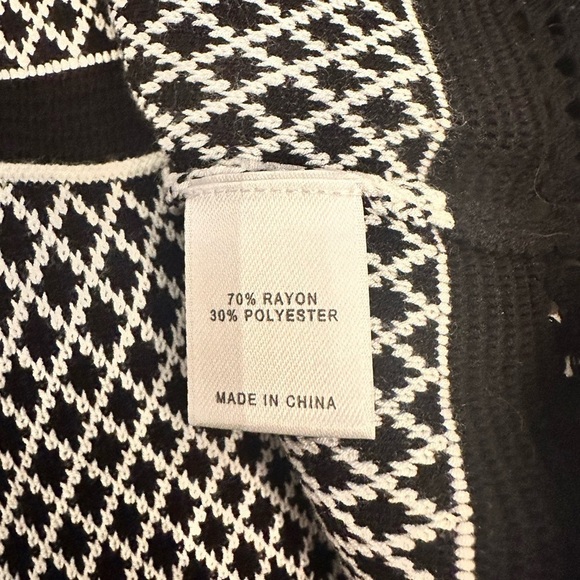 70% RAYON
30% POLYESTER
MADE IN CHINA